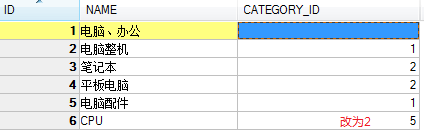 ID NAME CATEGORY_ID
1 电脑、办公
2 电脑整机 1
3 笔记本 2
4 平板电脑 2
5 电脑配件 1
6 CPU 改为2 5